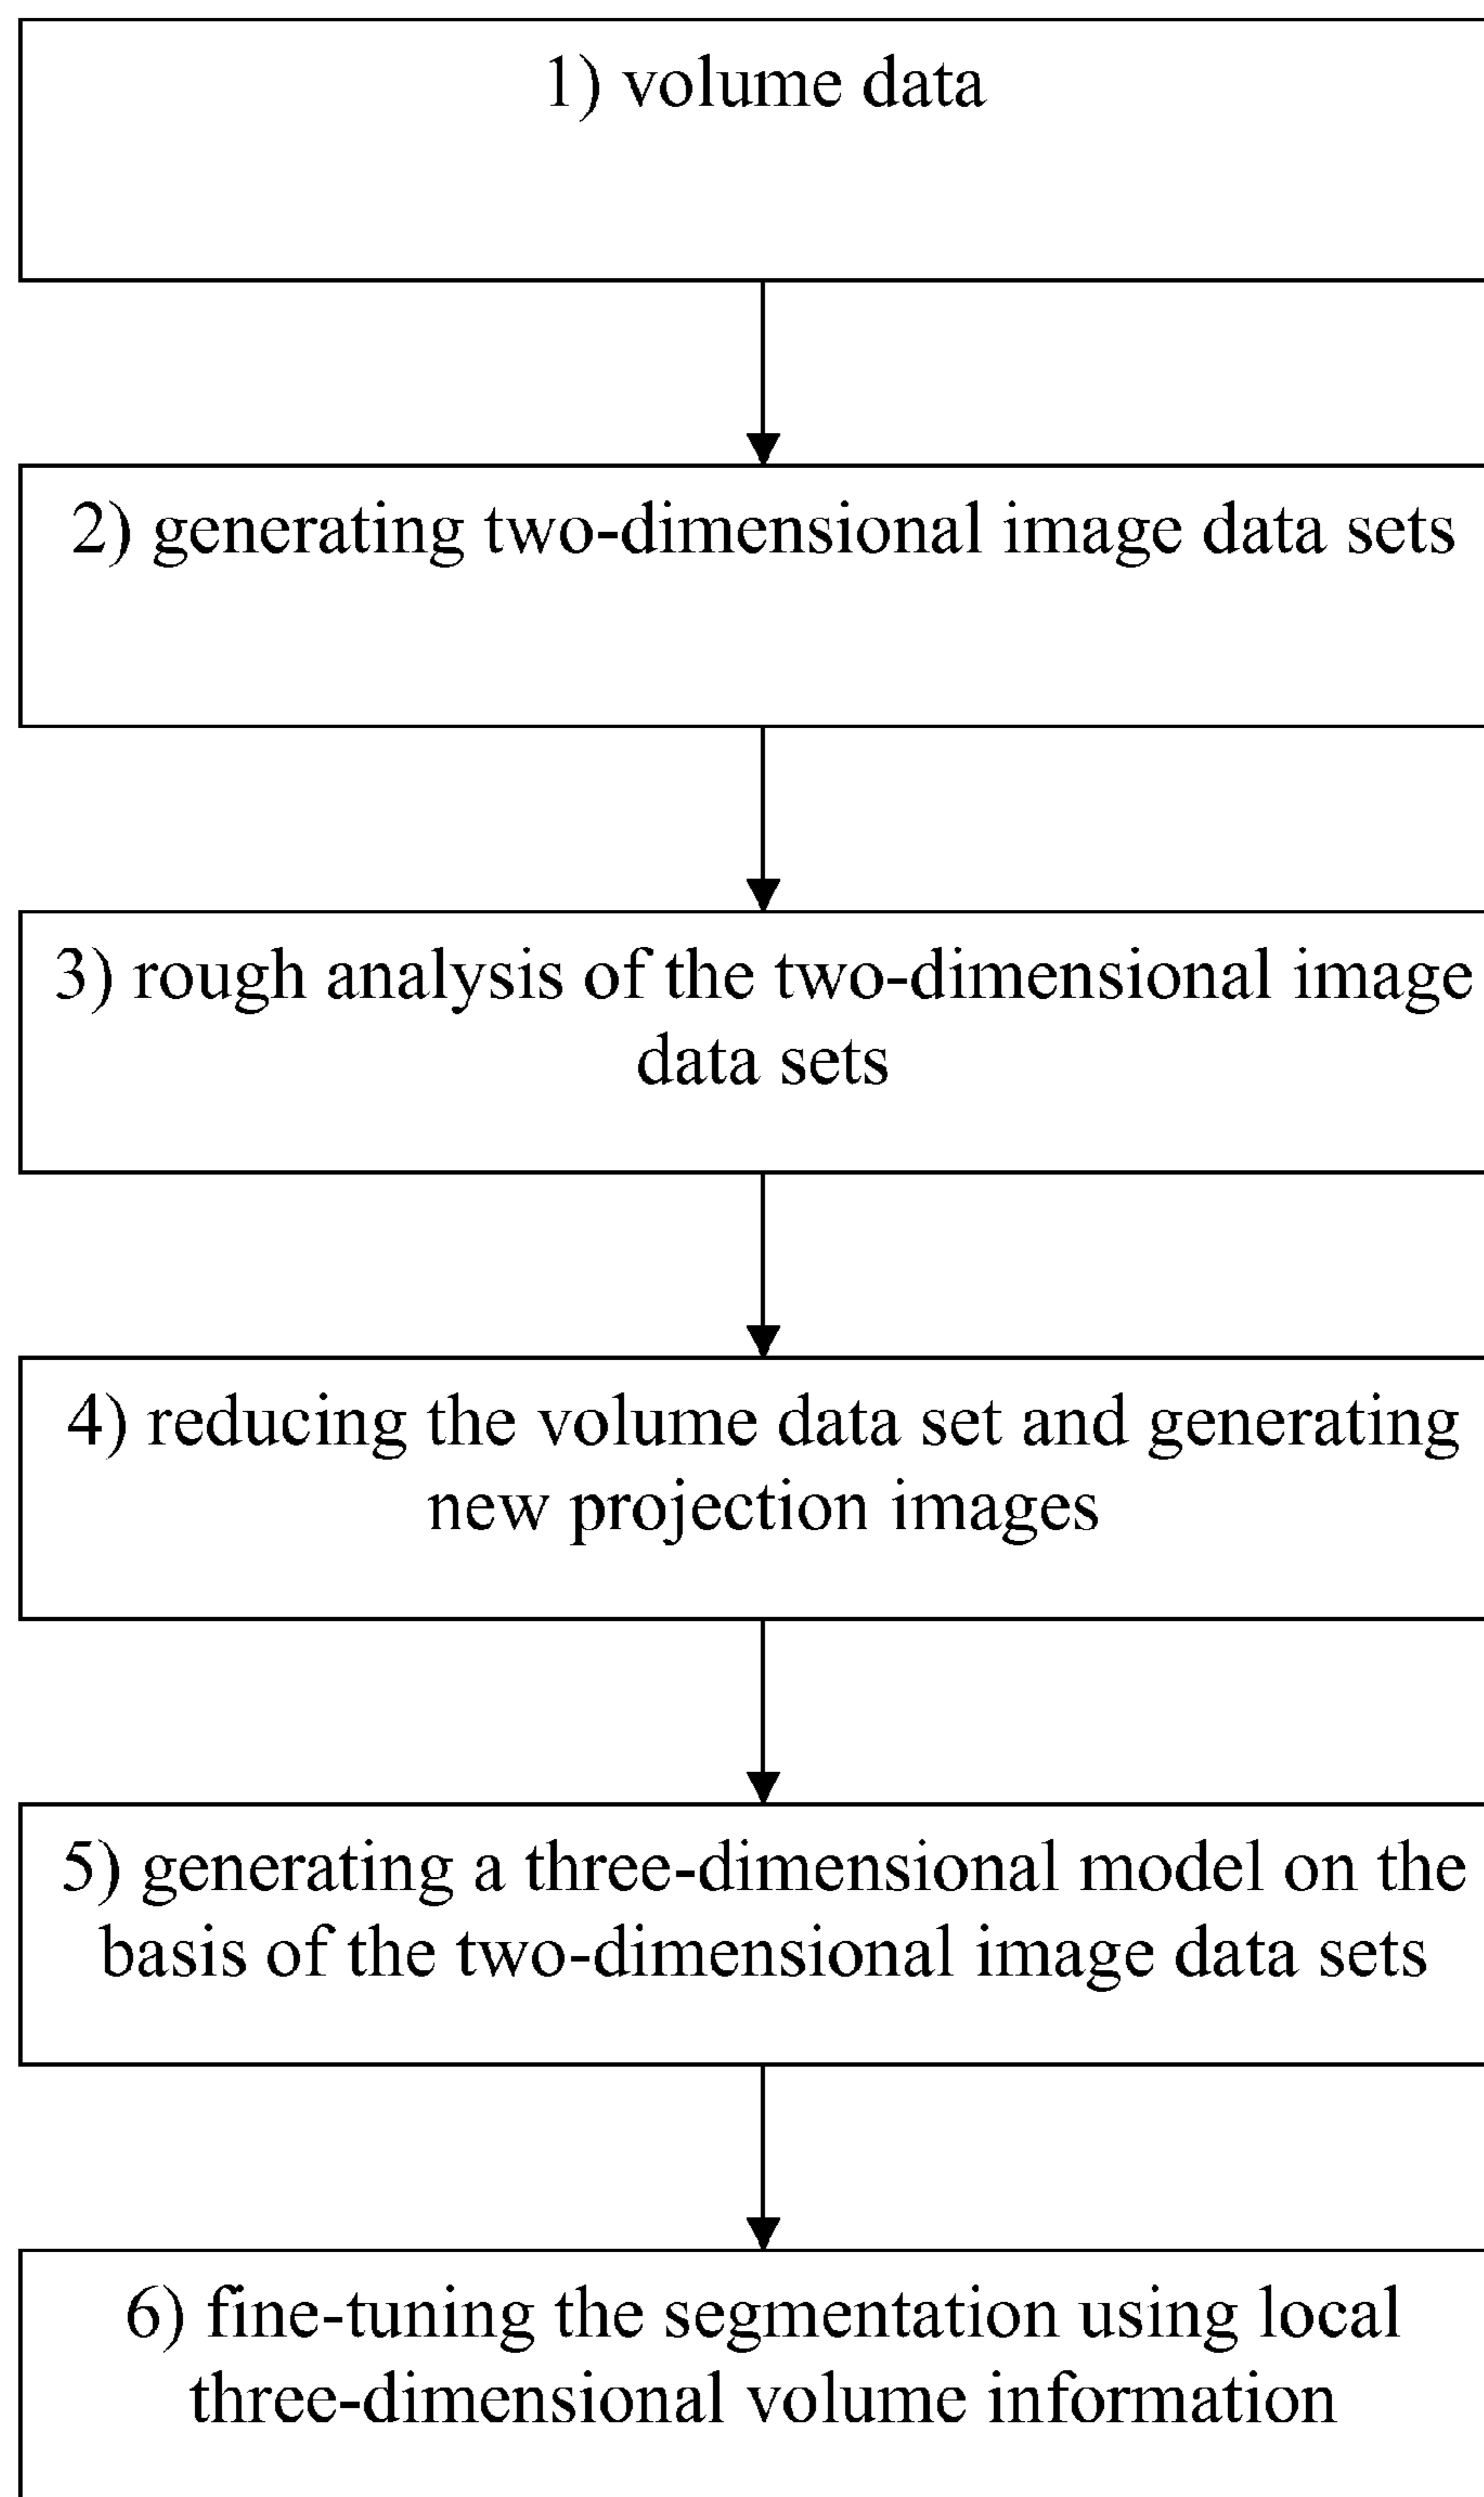 1) volume data
2) generating two-dimensional image data sets
3) rough analysis of the two-dimensional image
data sets
4) reducing the volume data set and generating
new projection images
5) generating a three-dimensional model on the
basis of the two-dimensional image data sets
6) fine-tuning the segmentation using local
three-dimensional volume information